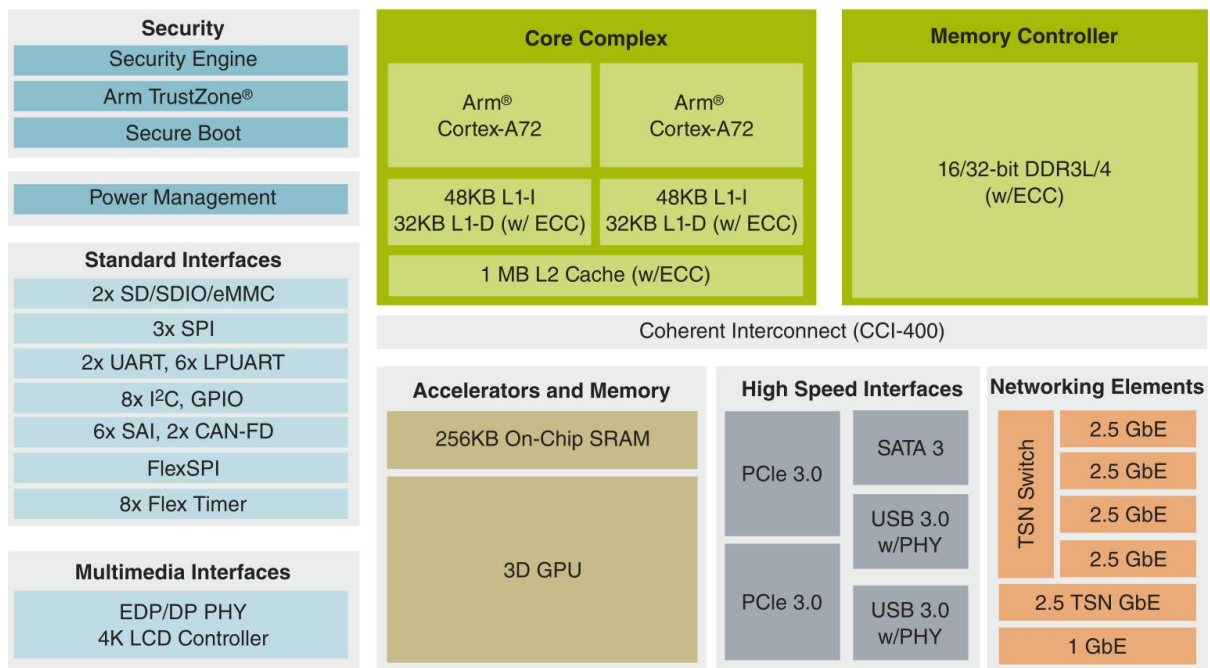 Security
Security Engine
Arm TrustZone®
Secure Boot
Power Management
Standard Interfaces
2x SD/SDIO/eMMC
3x SPI
2x UART, 6x LPUART
8x I²C, GPIO
6x SAI, 2x CAN-FD
FlexSPI
8x Flex Timer
Multimedia Interfaces
EDP/DP PHY
4K LCD Controller
Core Complex
Arm®
Cortex-A72
Arm®
Cortex-A72
48KB L1-I
32KB L1-D (w/ ECC)
48KB L1-I
32KB L1-D (w/ ECC)
1 MB L2 Cache (w/ECC)
Memory Controller
16/32-bit DDR3L/4
(w/ECC)
Coherent Interconnect (CCI-400)
Accelerators and Memory
256KB On-Chip SRAM
3D GPU
High Speed Interfaces
PCIe 3.0
PCIe 3.0
SATA 3
USB 3.0
w/PHY
USB 3.0
w/PHY
Networking Elements
TSN Switch
2.5 GbE
2.5 GbE
2.5 GbE
2.5 GbE
2.5 TSN GbE
1 GbE